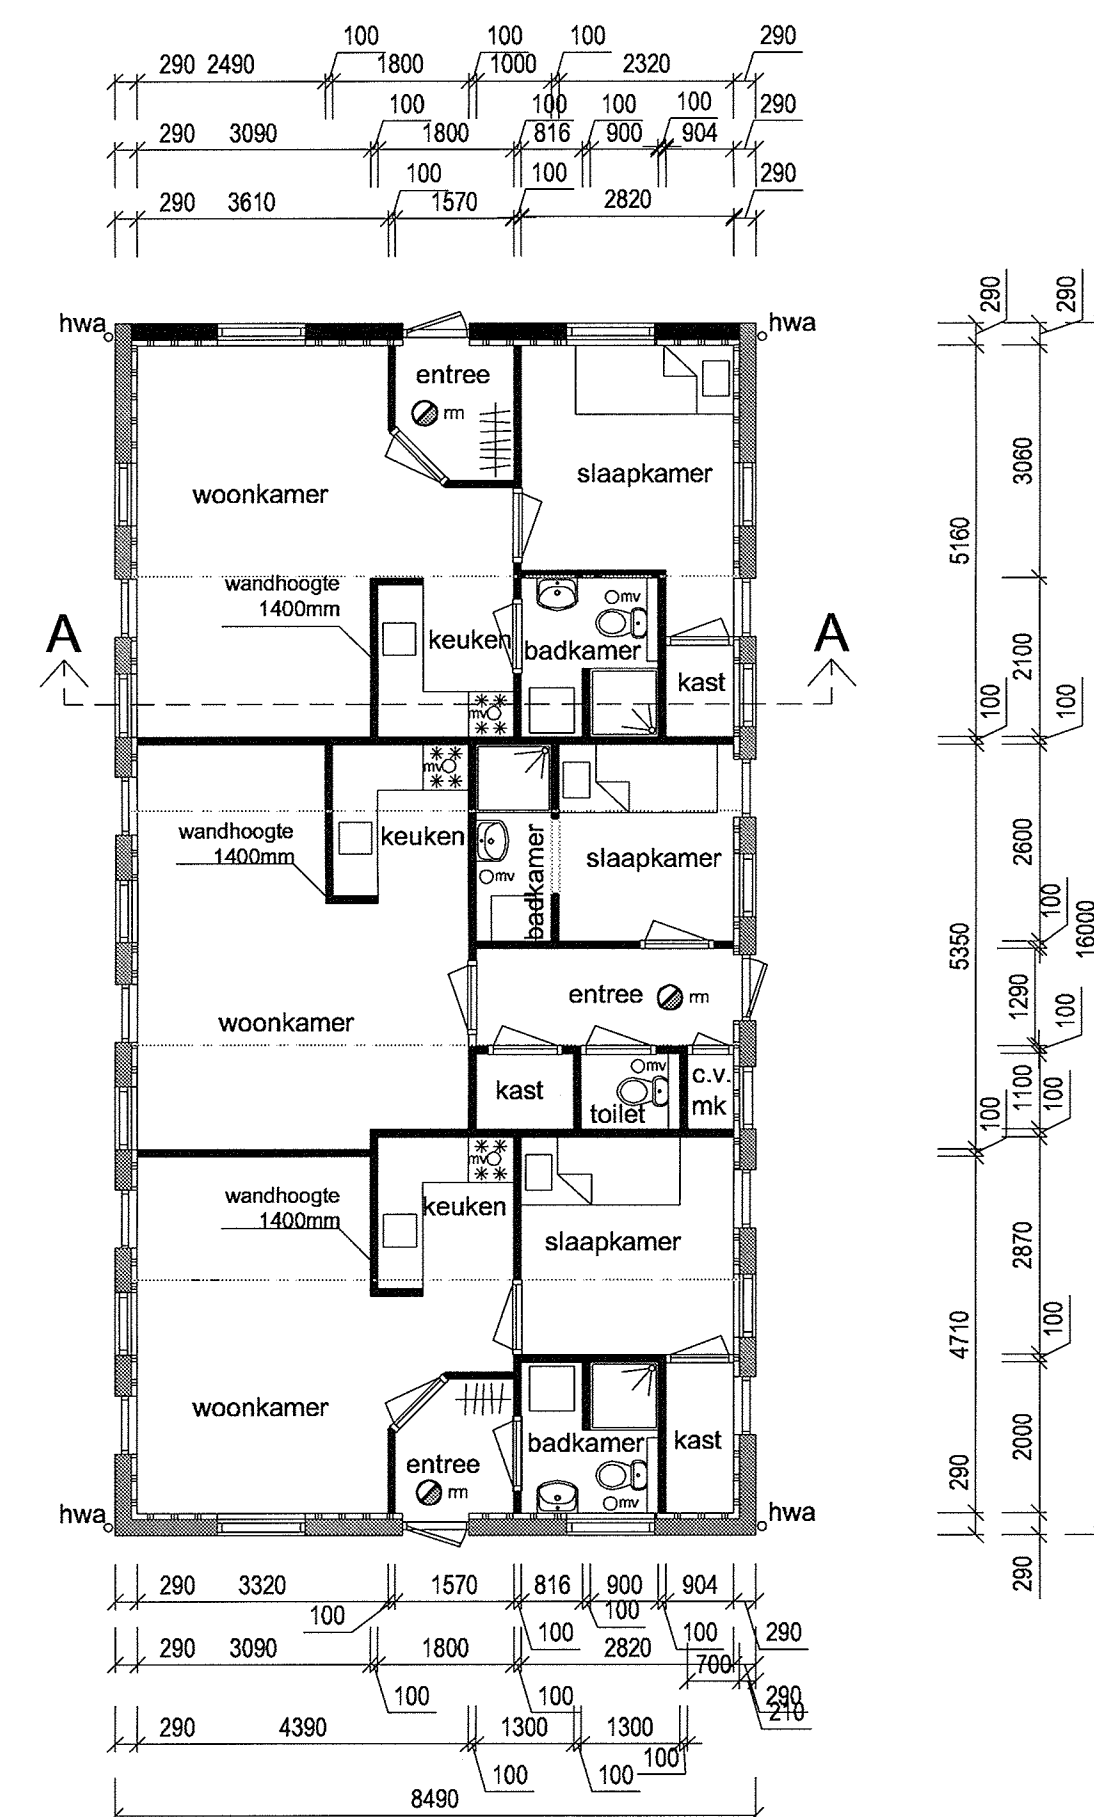 100 100 100 290
290 2490 1800 1000 2320
100 100 100 100 290
290 3090 1800 816 900 904
100 100 290
290 3610 1570 2820
290 290
hwa hwa
entree
rm
slaapkamer
woonkamer
3060
5160
wandhoogte
1400mm
mv
A A
keuken
badkamer
2100
kast
mv
100 100
mv
keuken
wandhoogte
1400mm
badkamer
mv
slaapkamer
2600
100
16000
5350
entree rm
1290
woonkamer
100
kast
mv
toilet
c.v.
mk
1100
100
100
mv
keuken
wandhoogte
1400mm
slaapkamer
2870
100
4710
woonkamer
badkamer
kast
2000
entree
rm
mv
290
hwa hwa
290
290 3320 1570 816 900 904
100 100 100 100 290
290 3090 1800 2820
700
100 100 290
210
290 4390 1300 1300
100 100 100
8490